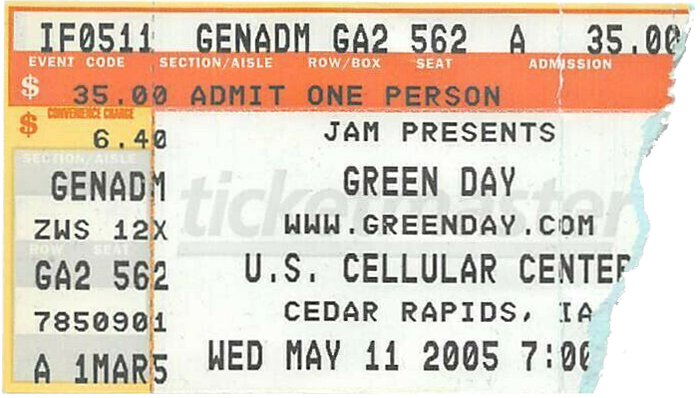 IF0511 GENADM GA2 562 A 35.00
EVENT CODE SECTION/AISLE ROW/BOX SEAT ADMISSION
$ 35.00 ADMIT ONE PERSON
$ CONVENIENCE CHARGE
6.40
JAM PRESENTS
SECTION/AISLE
GENADM
GREEN DAY
ticketmaster
ZWS 12X
WWW.GREENDAY.COM
ROW SEAT
GA2 562
U.S. CELLULAR CENTER
7850901
CEDAR RAPIDS, IA
A 1MAR5
WED MAY 11 2005 7:00